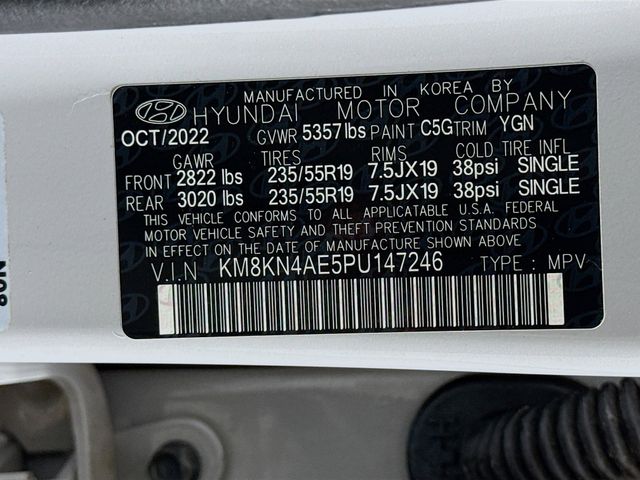 MANUFACTURED IN KOREA BY
HYUNDAI MOTOR COMPANY
OCT/2022 GVWR 5357 lbs PAINT C5G TRIM YGN
GAWR TIRES RIMS COLD TIRE INFL
FRONT 2822 lbs 235/55R19 7.5JX19 38psi SINGLE
REAR 3020 lbs 235/55R19 7.5JX19 38psi SINGLE
THIS VEHICLE CONFORMS TO ALL APPLICABLE U.S.A. FEDERAL
MOTOR VEHICLE SAFETY AND THEFT PREVENTION STANDARDS
IN EFFECT ON THE DATE OF MANUFACTURE SHOWN ABOVE.
V.I.N KM8KN4AE5PU147246 TYPE : MPV